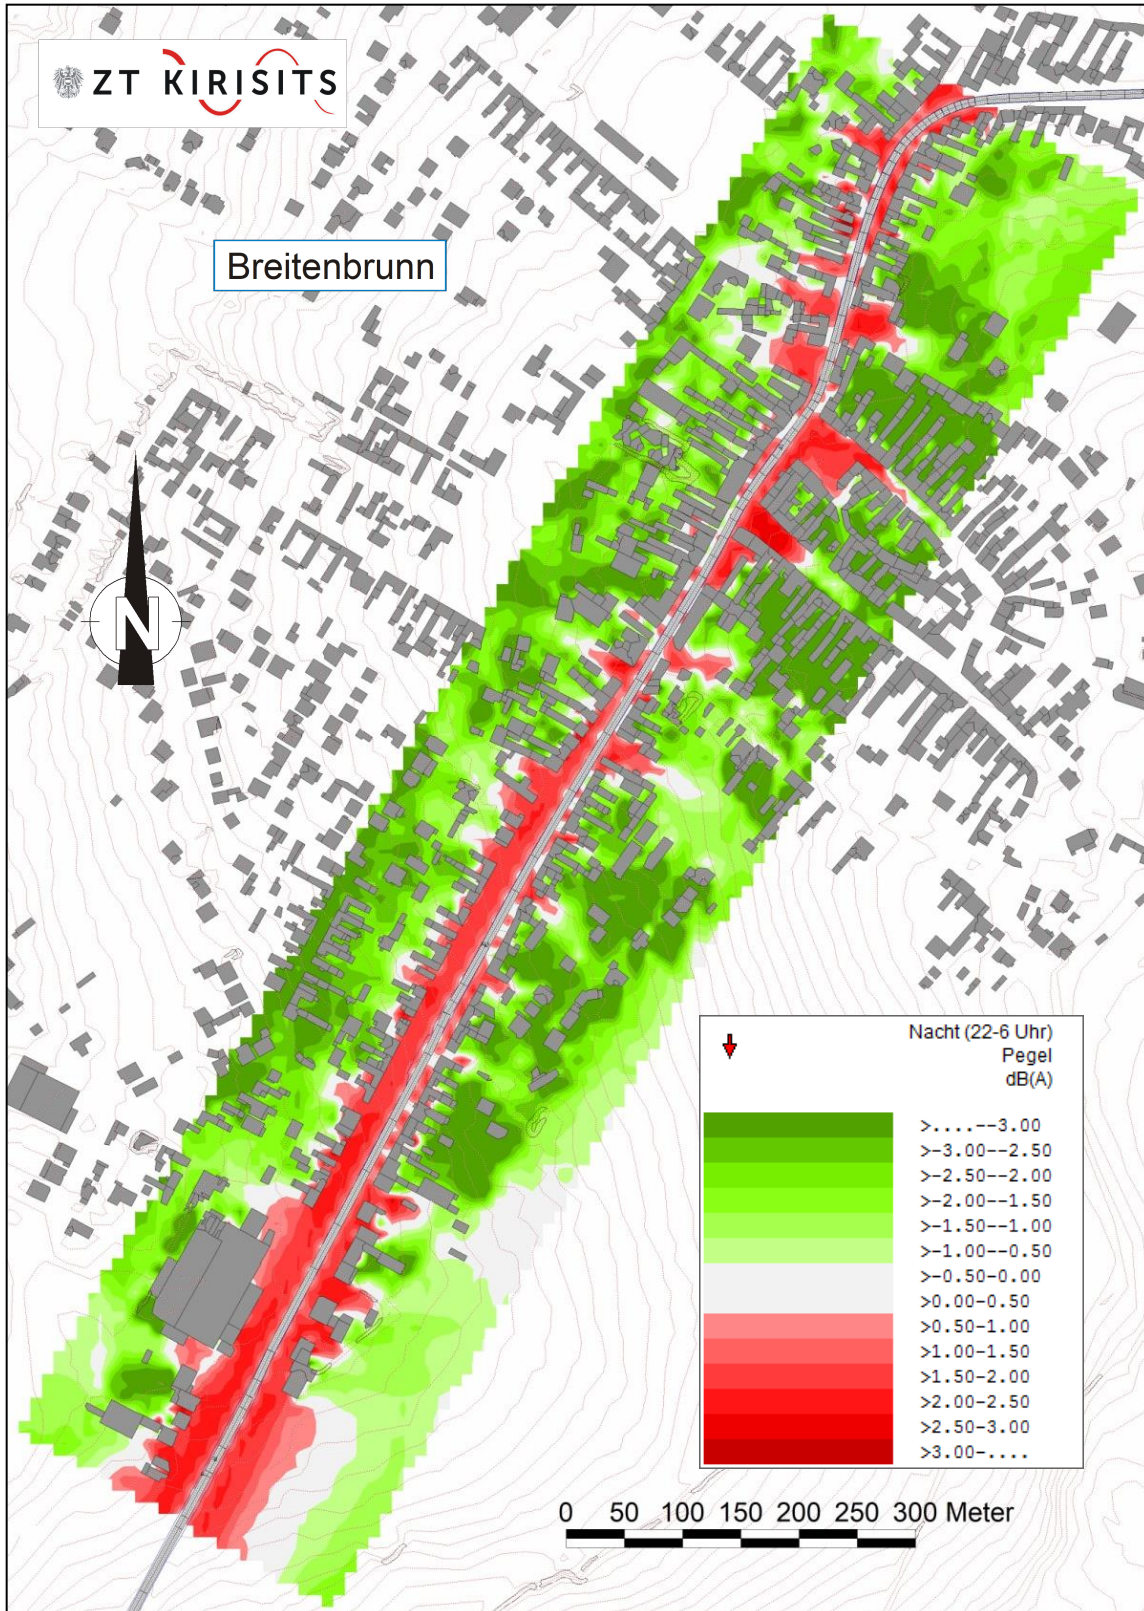 ZT KIRISITS
Breitenbrunn
N
Nacht (22-6 Uhr)
Pegel
dB(A)
>....--3.00
>-3.00--2.50
>-2.50--2.00
>-2.00--1.50
>-1.50--1.00
>-1.00--0.50
>-0.50-0.00
>0.00-0.50
>0.50-1.00
>1.00-1.50
>1.50-2.00
>2.00-2.50
>2.50-3.00
>3.00-....
0 50 100 150 200 250 300 Meter